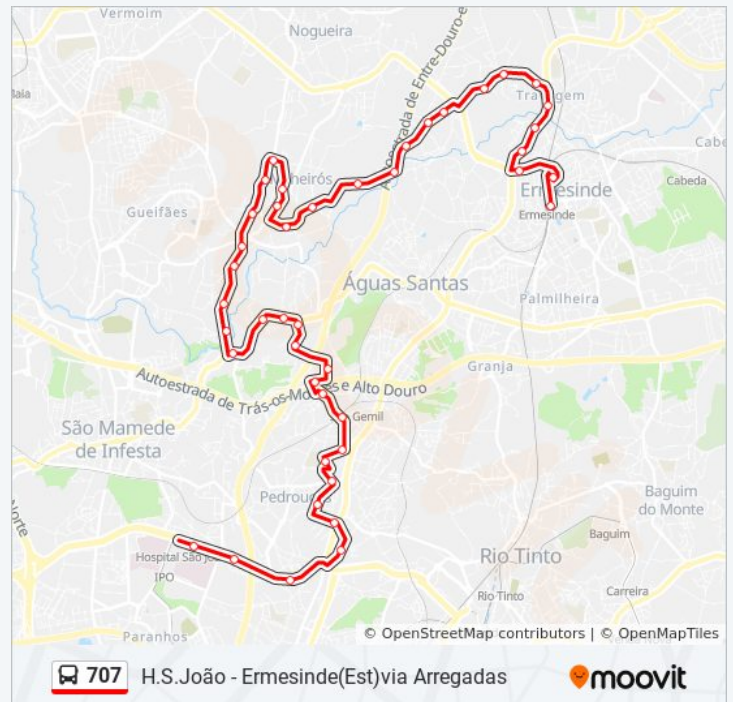 Vermoim
Nogueira
Maia
Autoestrada de Entre-Douro-e-
Travagem
Cabe
Ermesinde
Cabeda
Ermesinde
Gueifães
Águas Santas
Palmilheira
Granja
Autoestrada de Trás-os-Montes e Alto Douro
São Mamede
de Infesta
Gemil
Pedrouços
Baguim
do Monte
Norte
Baguim
Hospital São João
IPO
Rio Tinto
Rio Tinto
Carreira
Paranhos
© OpenStreetMap contributors | © OpenMapTiles
707 H.S.João - Ermesinde(Est)via Arregadas
moovit